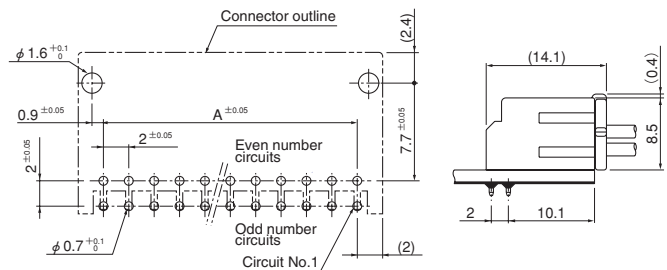 Connector outline
(2.4)
φ1.6 +0.1 0
(14.1)
(0.4)
0.9 ±0.05
A ±0.05
2 ±0.05
7.7 ±0.05
8.5
Even number
circuits
2 ±0.05
Odd number
circuits
φ0.7 +0.1 0
(2)
Circuit No.1
2
10.1